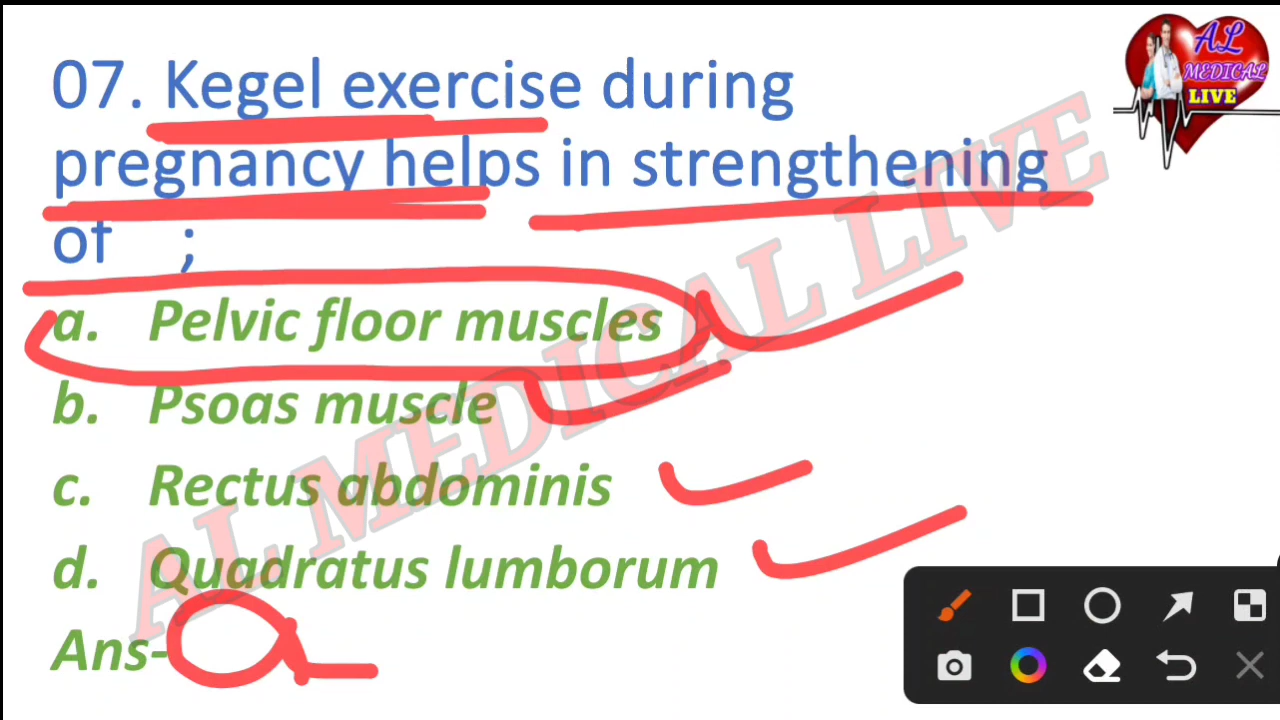 07. Kegel exercise during
pregnancy helps in strengthening
of ;
a. Pelvic floor muscles
b. Psoas muscle
c. Rectus abdominis
d. Quadratus lumborum
Ans- a
AL MEDICAL LIVE
AL
MEDICAL
LIVE